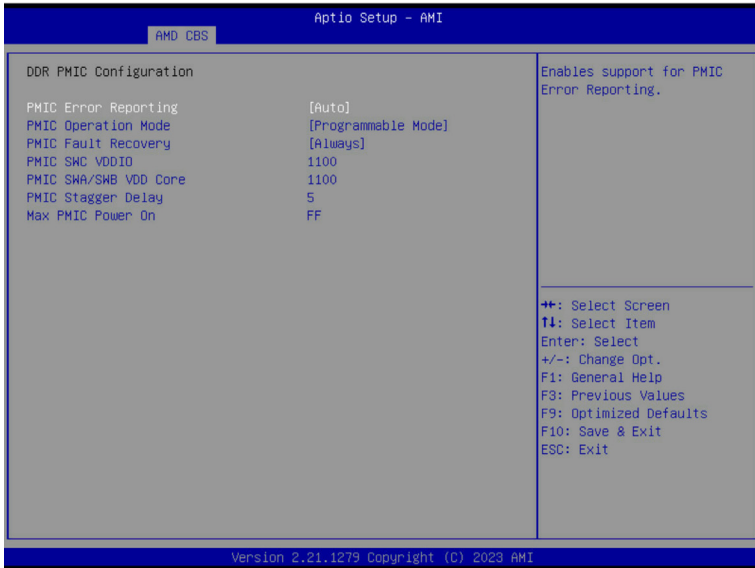 Aptio Setup – AMI
AMD CBS
DDR PMIC Configuration
PMIC Error Reporting [Auto]
PMIC Operation Mode [Programmable Mode]
PMIC Fault Recovery [Always]
PMIC SWC VDDIO 1100
PMIC SWA/SWB VDD Core 1100
PMIC Stagger Delay 5
Max PMIC Power On FF
Enables support for PMIC
Error Reporting.
→←: Select Screen
↑↓: Select Item
Enter: Select
+/-: Change Opt.
F1: General Help
F3: Previous Values
F9: Optimized Defaults
F10: Save & Exit
ESC: Exit
Version 2.21.1279 Copyright (C) 2023 AMI